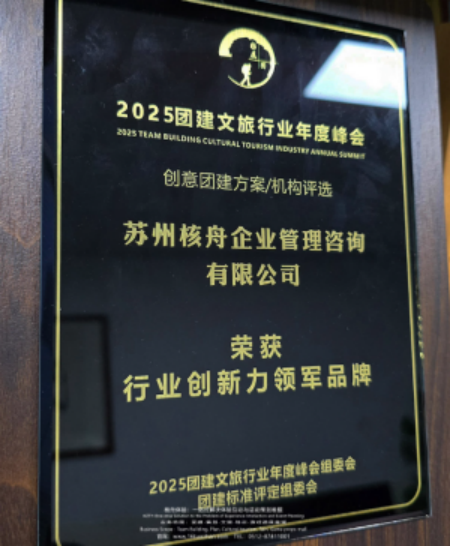 2025团建文旅行业年度峰会
2025 TEAM BUILDING CULTURAL TOURISM INDUSTRY ANNUAL SUMMIT
创意团建方案/机构评选
苏州核舟企业管理咨询
有限公司
荣获
行业创新力领军品牌
2025团建文旅行业年度峰会组委会
团建标准评定组委会